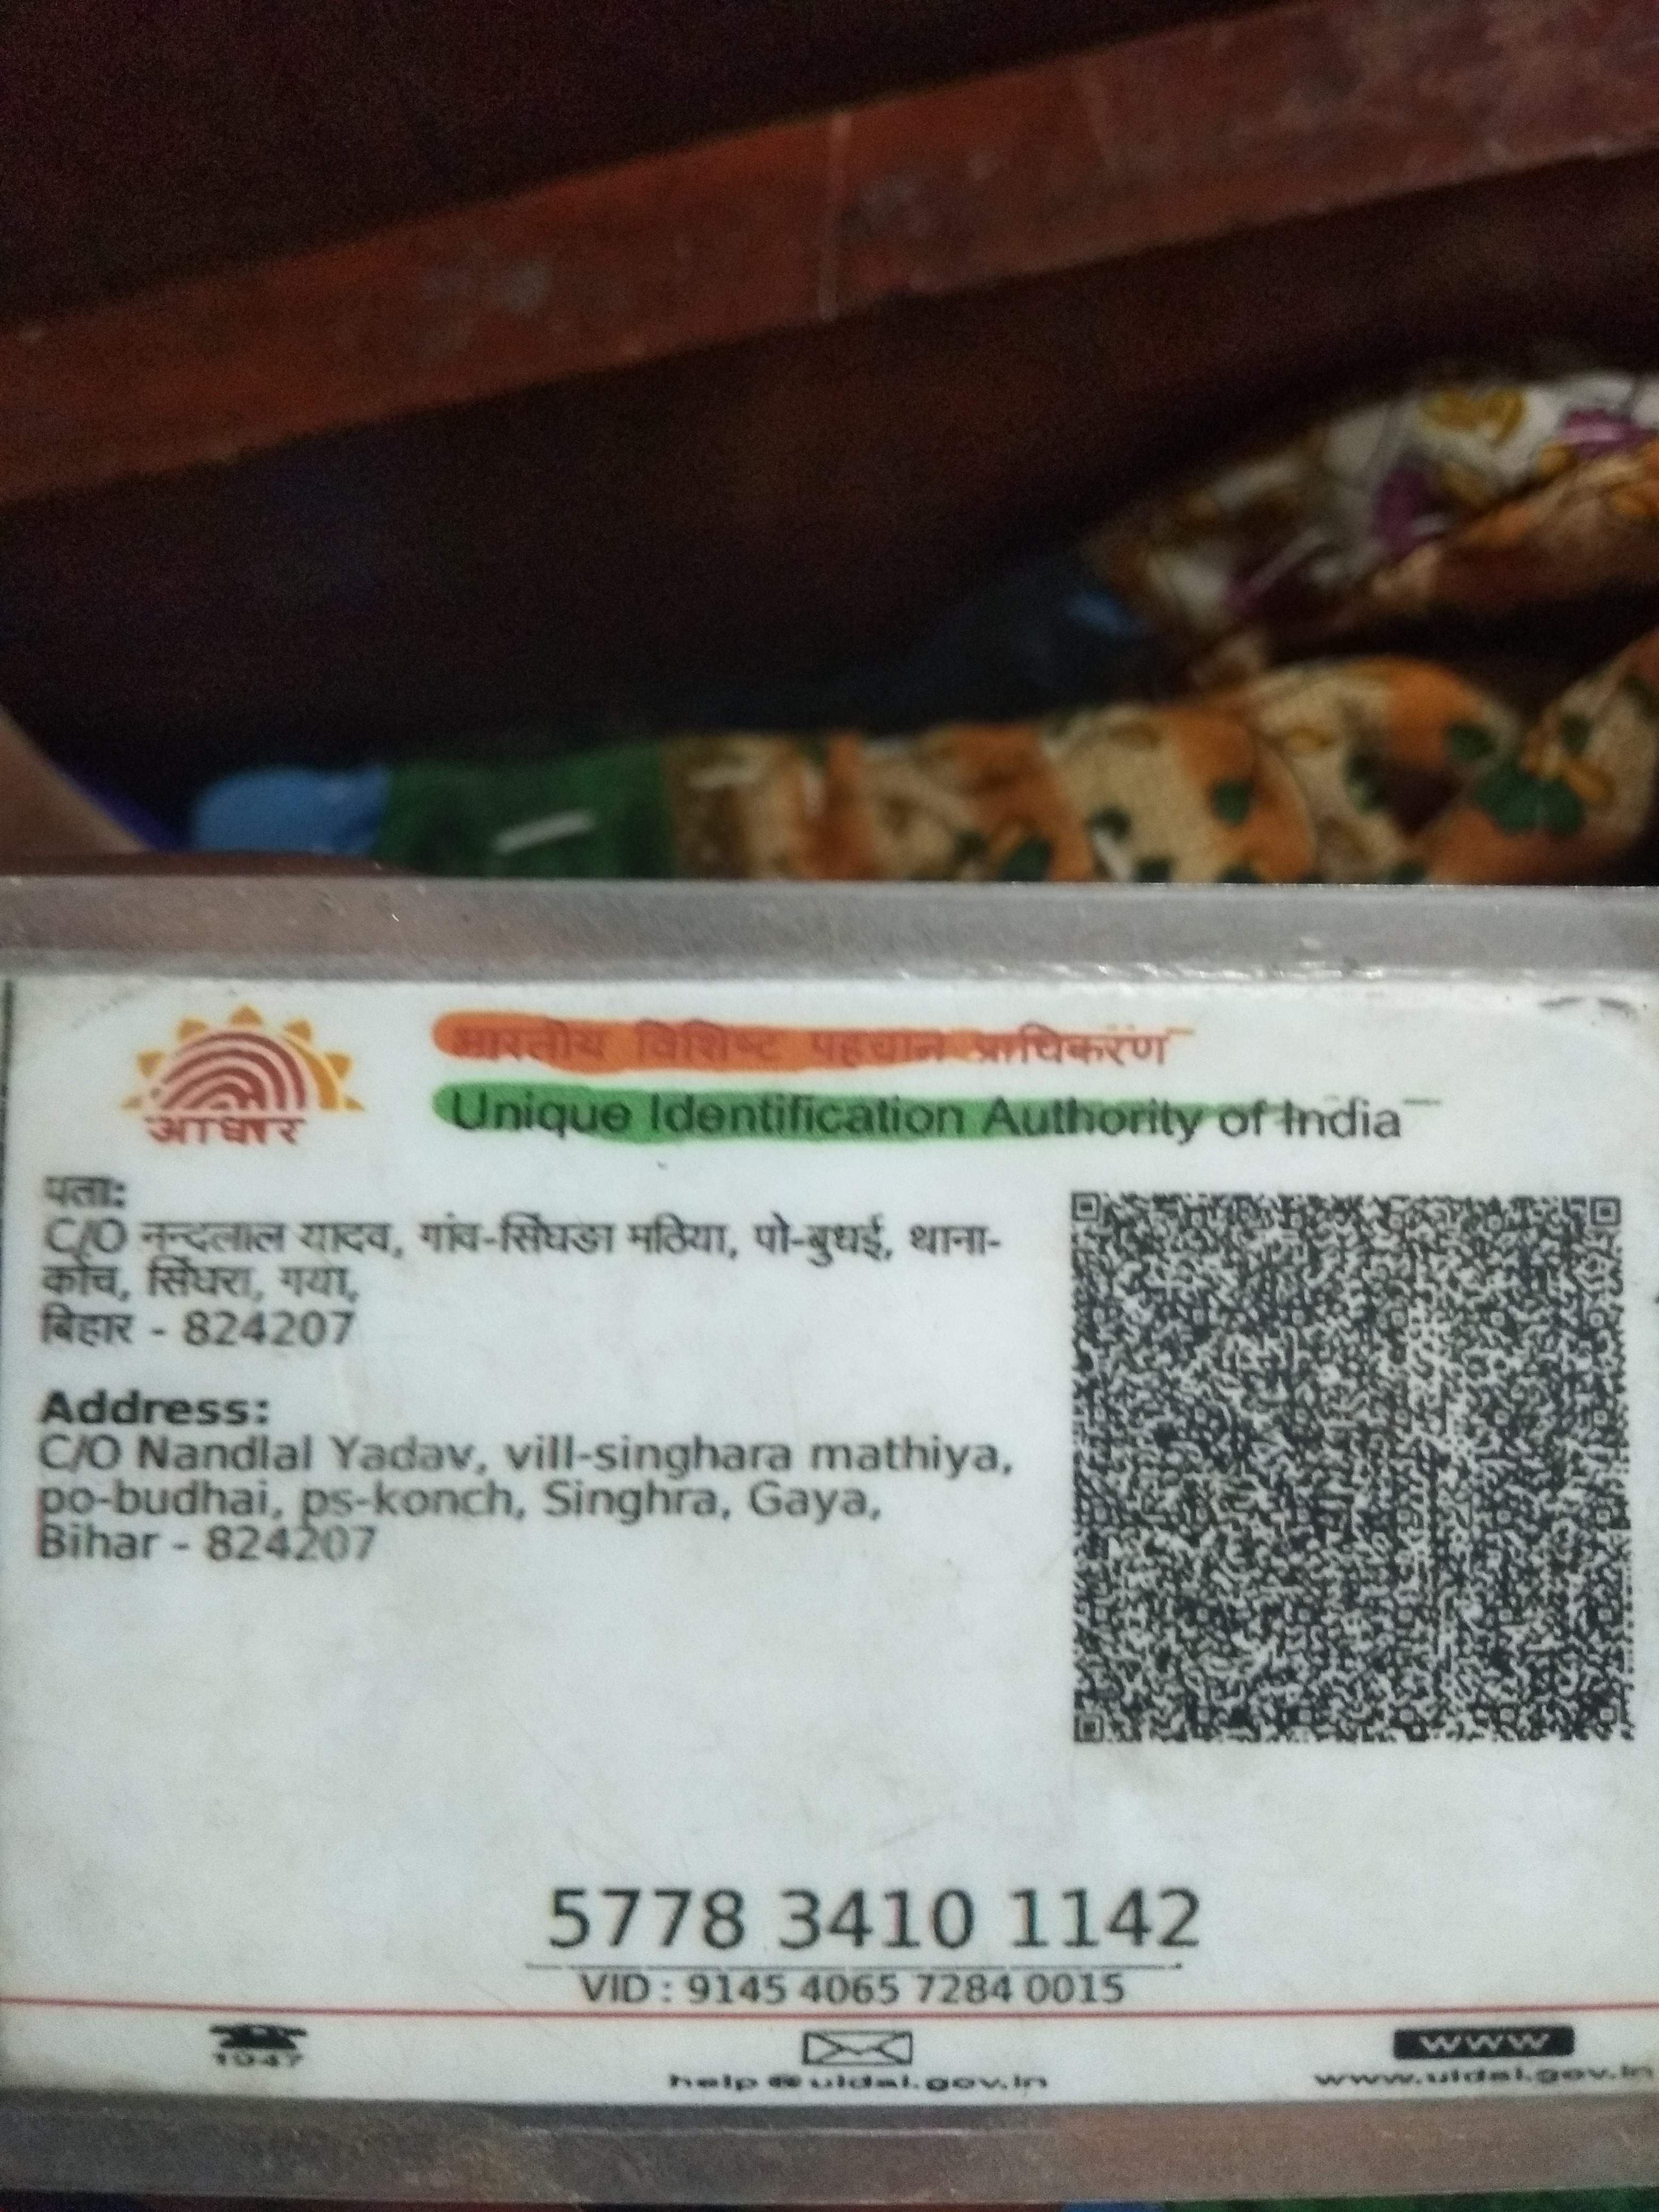 आधार
भारतीय विशिष्ट पहचान प्राधिकरण
Unique Identification Authority of India
पता:
C/O नन्दलाल यादव, गांव-सिंघङा मठिया, पो-बुधई, थाना-
कोच, सिंघरा, गया,
बिहार - 824207
Address:
C/O Nandlal Yadav, vill-singhara mathiya,
po-budhai, ps-konch, Singhra, Gaya,
Bihar - 824207
5778 3410 1142
VID : 9145 4065 7284 0015
1947
help@uidai.gov.in
www
www.uidai.gov.in